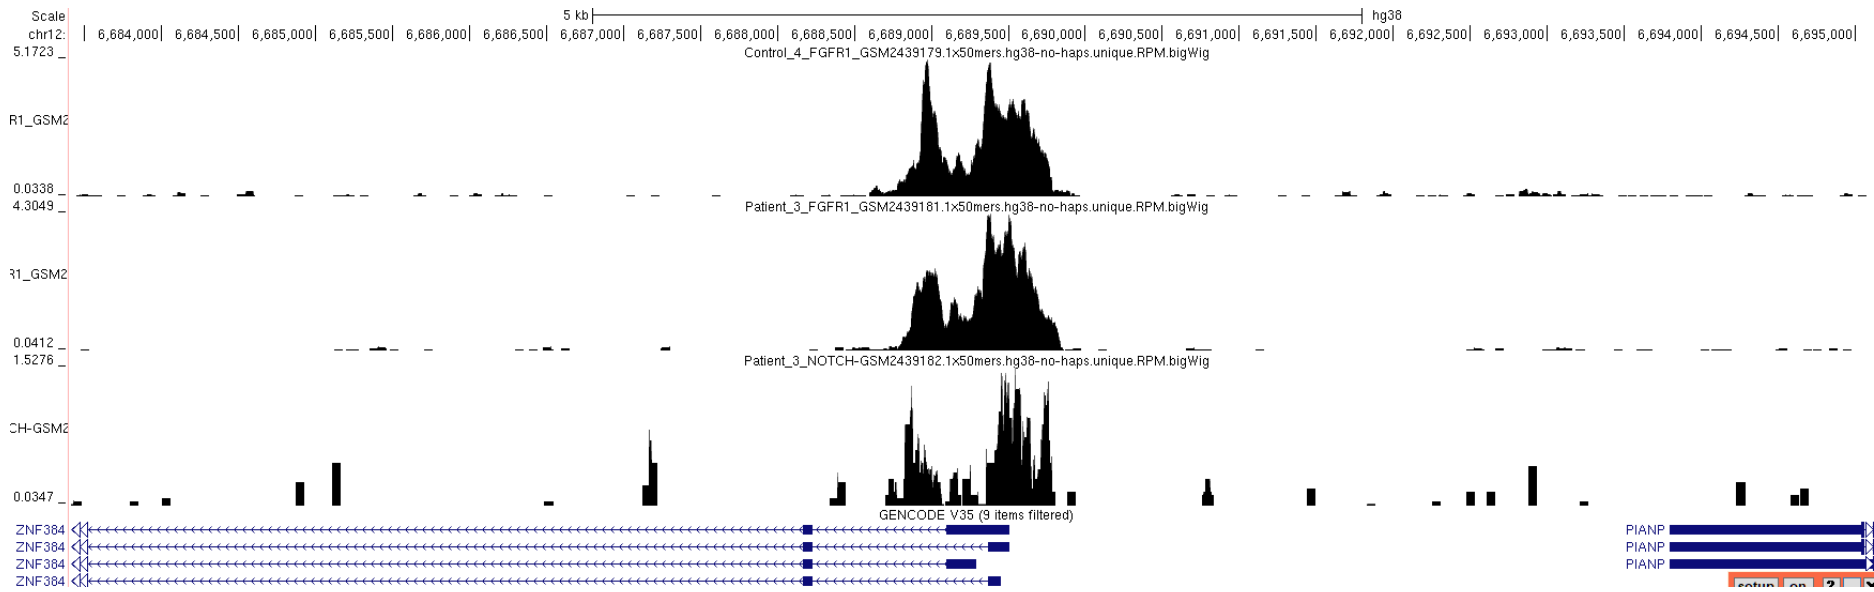 Scale 5 kb hg38
chr12: 6,684,000| 6,684,500| 6,685,000| 6,685,500| 6,686,000| 6,686,500| 6,687,000| 6,687,500| 6,688,000| 6,688,500| 6,689,000| 6,689,500| 6,690,000| 6,690,500| 6,691,000| 6,691,500| 6,692,000| 6,692,500| 6,693,000| 6,693,500| 6,694,000| 6,694,500| 6,695,000|
5.1723 _ Control_4_FGFR1_GSM2439179.1x50mers.hg38-no-haps.unique.RPM.bigWig
R1_GSM2
0.0338 _
4.3049 _ Patient_3_FGFR1_GSM2439181.1x50mers.hg38-no-haps.unique.RPM.bigWig
R1_GSM2
0.0412 _
1.5276 _ Patient_3_NOTCH-GSM2439182.1x50mers.hg38-no-haps.unique.RPM.bigWig
CH-GSM2
0.0347 _
GENCODE V35 (9 items filtered)
ZNF384 PIANP
ZNF384 PIANP
ZNF384 PIANP
ZNF384
setup on ?